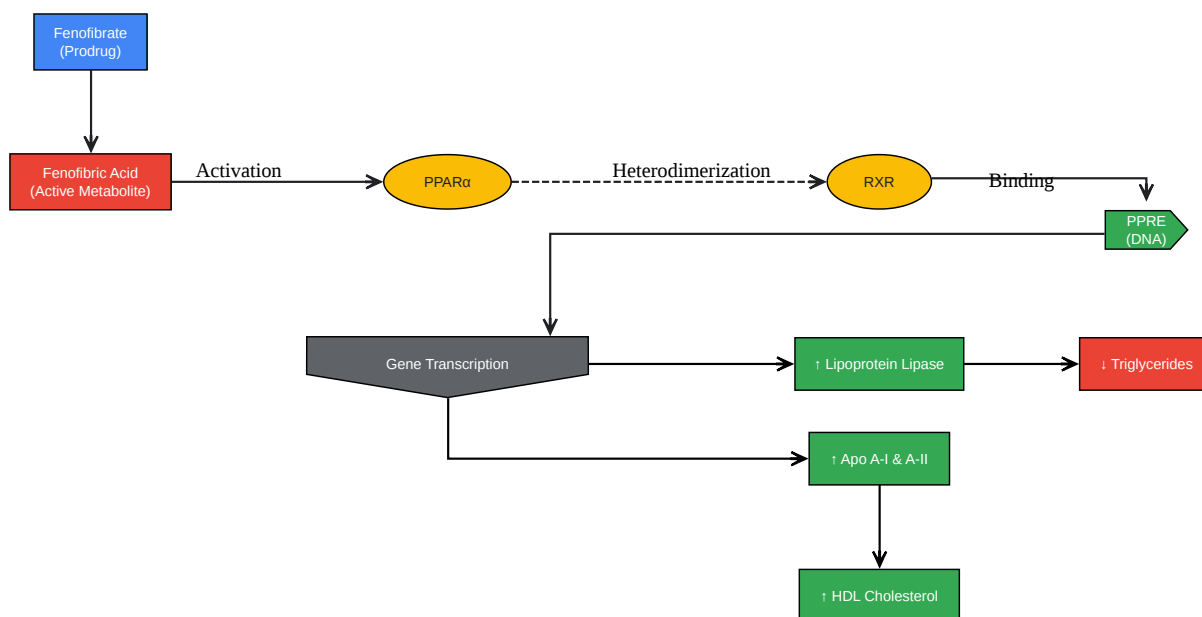 Fenofibrate
(Prodrug)
Fenofibric Acid
(Active Metabolite)
Activation
PPARα
Heterodimerization
RXR
Binding
PPRE
(DNA)
Gene Transcription
↑ Lipoprotein Lipase
↓ Triglycerides
↑ Apo A-I & A-II
↑ HDL Cholesterol